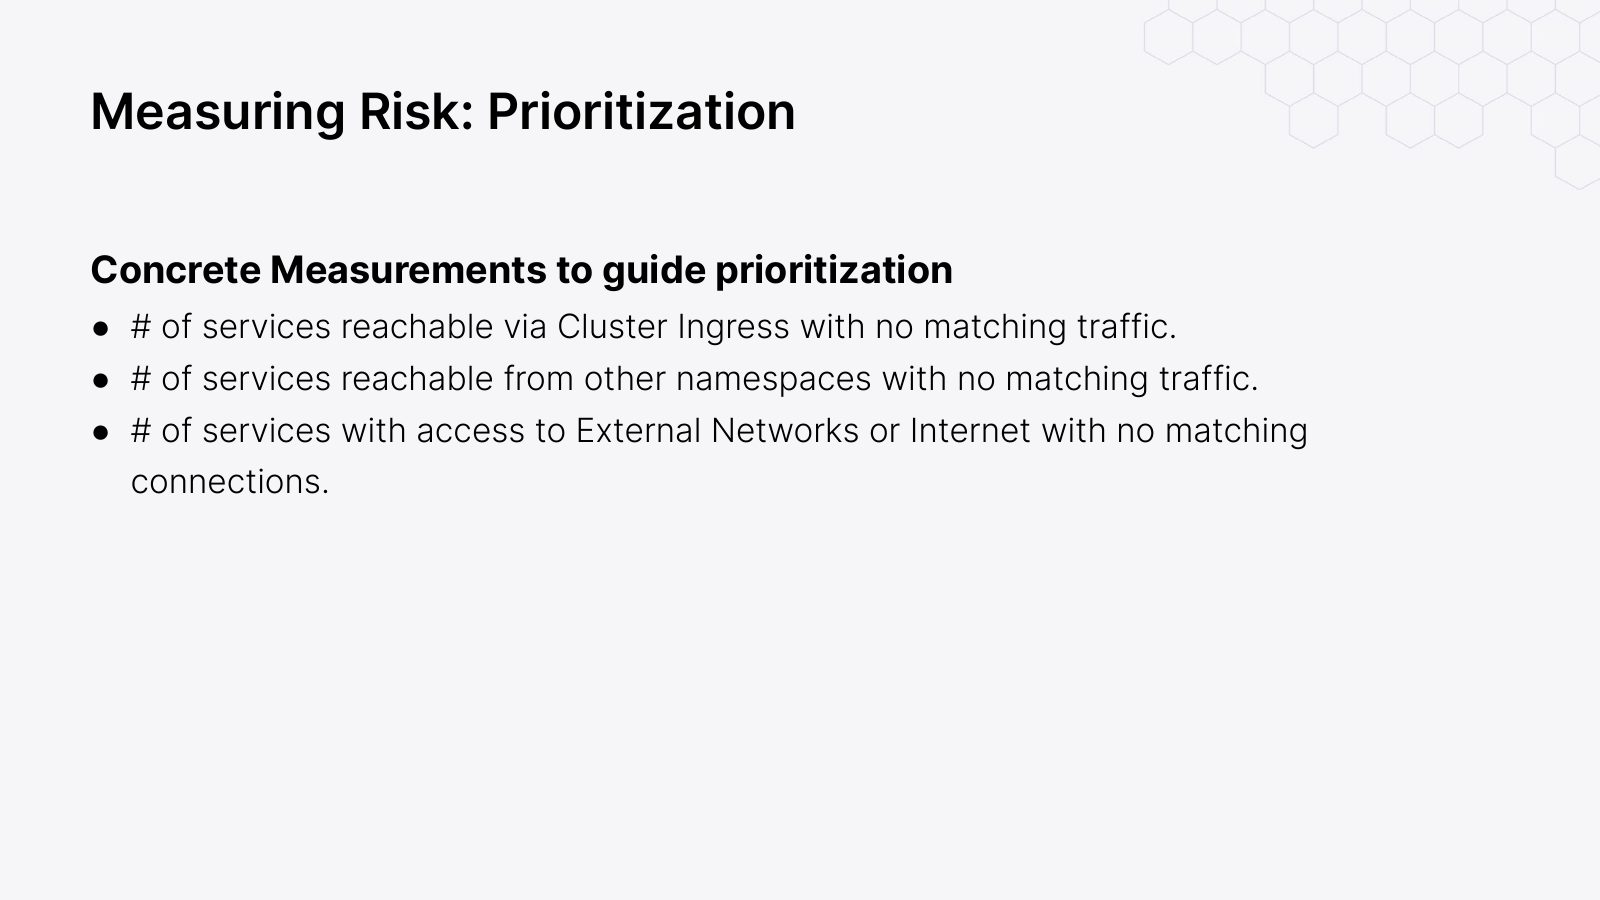 Measuring Risk: Prioritization
Concrete Measurements to guide prioritization
● # of services reachable via Cluster Ingress with no matching traffic.
● # of services reachable from other namespaces with no matching traffic.
● # of services with access to External Networks or Internet with no matching
connections.